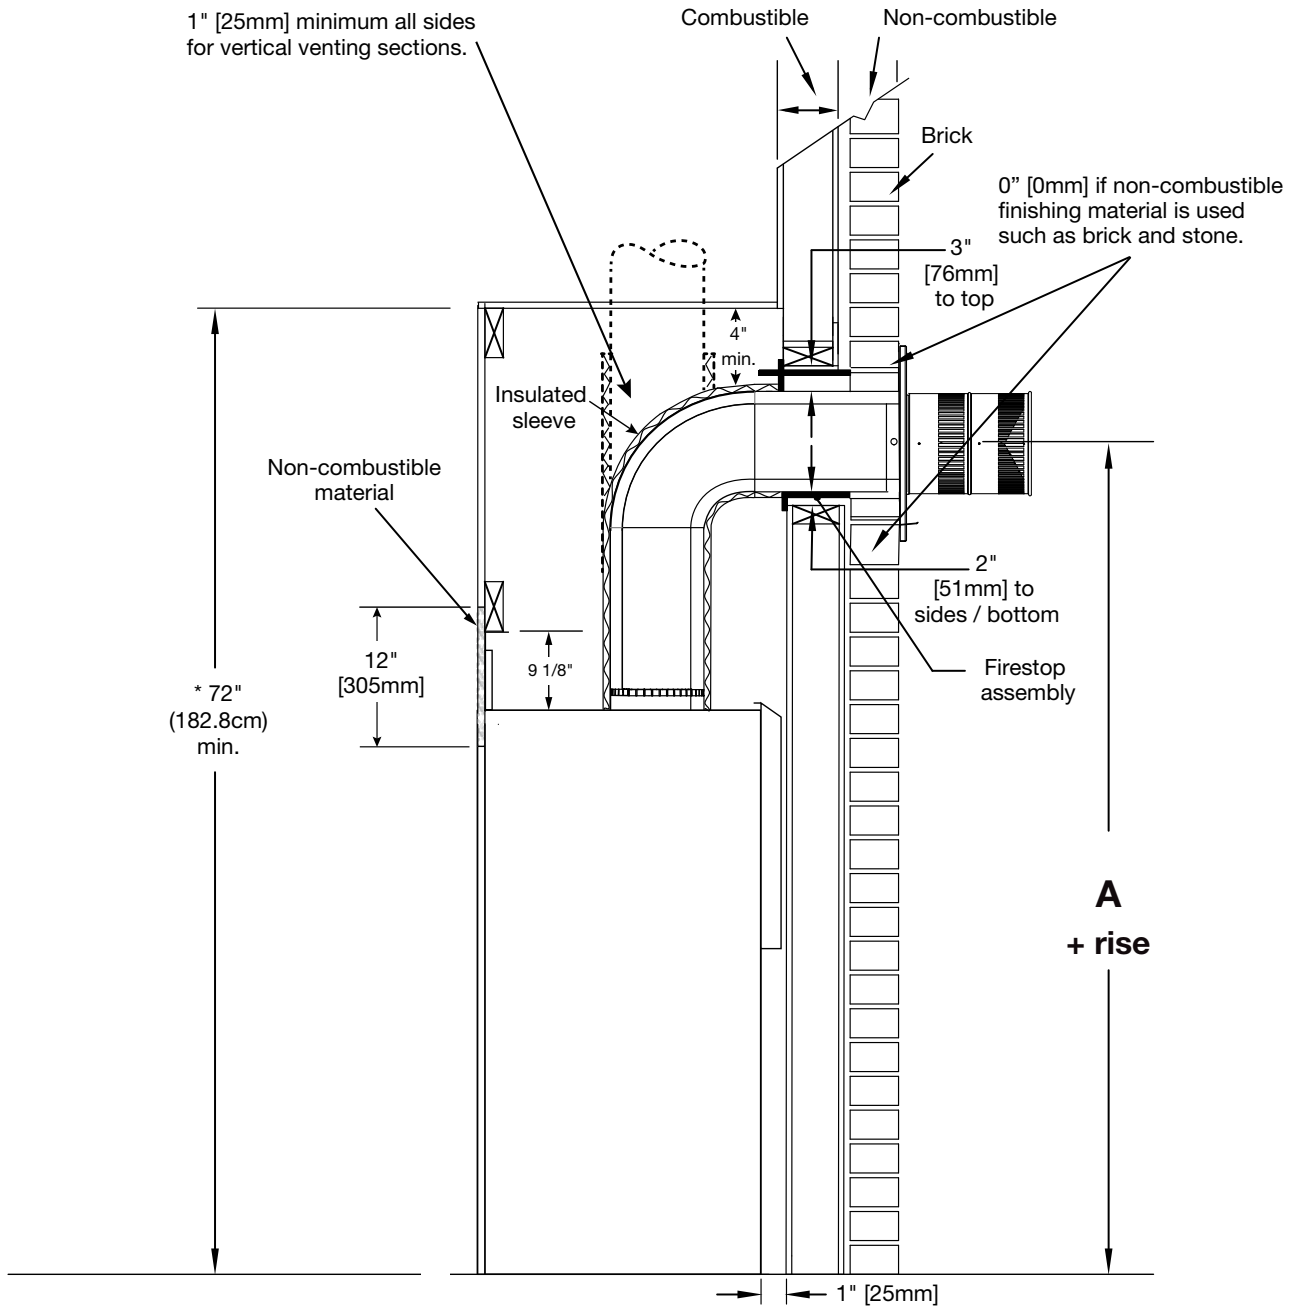 1" [25mm] minimum all sides
for vertical venting sections.
Combustible
Non-combustible
Brick
0” [0mm] if non-combustible
finishing material is used
such as brick and stone.
3"
[76mm]
to top
4"
min.
Insulated
sleeve
Non-combustible
material
2"
[51mm] to
sides / bottom
12"
[305mm]
9 1/8"
Firestop
assembly
* 72"
(182.8cm)
min.
A
+ rise
1" [25mm]